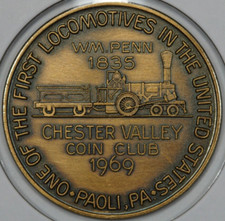 ONE OF THE FIRST LOCOMOTIVES IN THE UNITED STATES
WM. PENN
1835
CHESTER VALLEY
COIN CLUB
1969
• PAOLI, PA. •